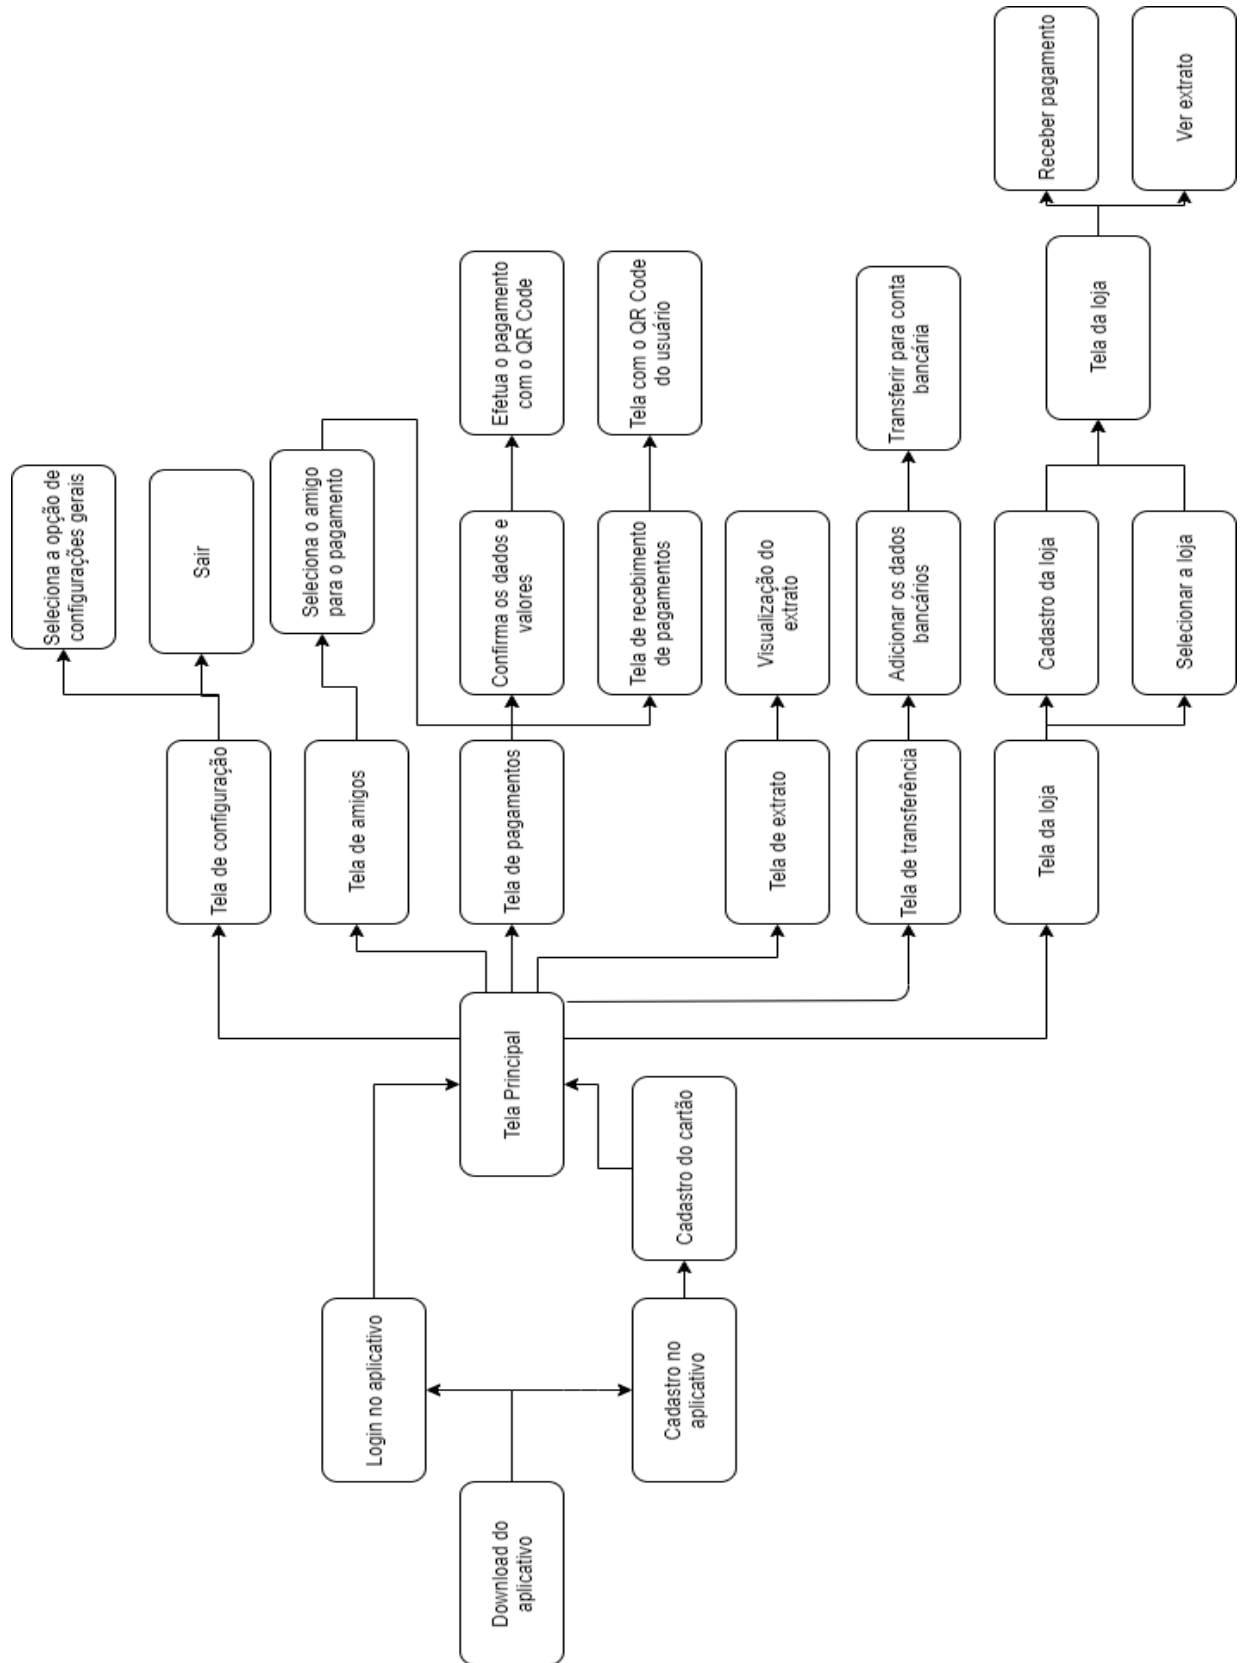 Seleciona a opção de
configurações gerais
Sair
Tela de configuração
Seleciona o amigo
para o pagamento
Tela de amigos
Efetua o pagamento
com o QR Code
Confirma os dados e
valores
Tela de pagamentos
Tela com o QR Code
do usuário
Tela de recebimento
de pagamentos
Visualização do
extrato
Tela de extrato
Transferir para conta
bancária
Adicionar os dados
bancários
Tela de transferência
Receber pagamento
Ver extrato
Tela da loja
Cadastro da loja
Selecionar a loja
Tela da loja
Tela Principal
Cadastro do cartão
Login no aplicativo
Cadastro no
aplicativo
Download do
aplicativo